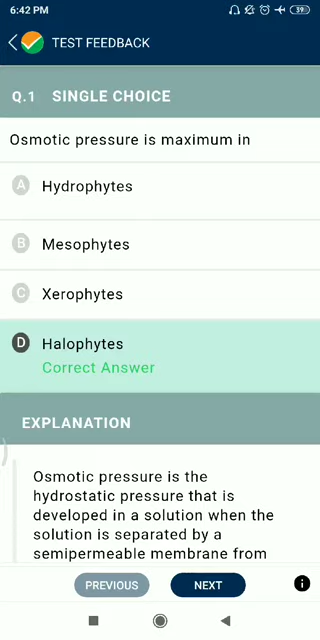 6:42 PM
39
TEST FEEDBACK
Q.1 SINGLE CHOICE
Osmotic pressure is maximum in
A Hydrophytes
B Mesophytes
C Xerophytes
D Halophytes
Correct Answer
EXPLANATION
Osmotic pressure is the
hydrostatic pressure that is
developed in a solution when the
solution is separated by a
semipermeable membrane from
PREVIOUS NEXT